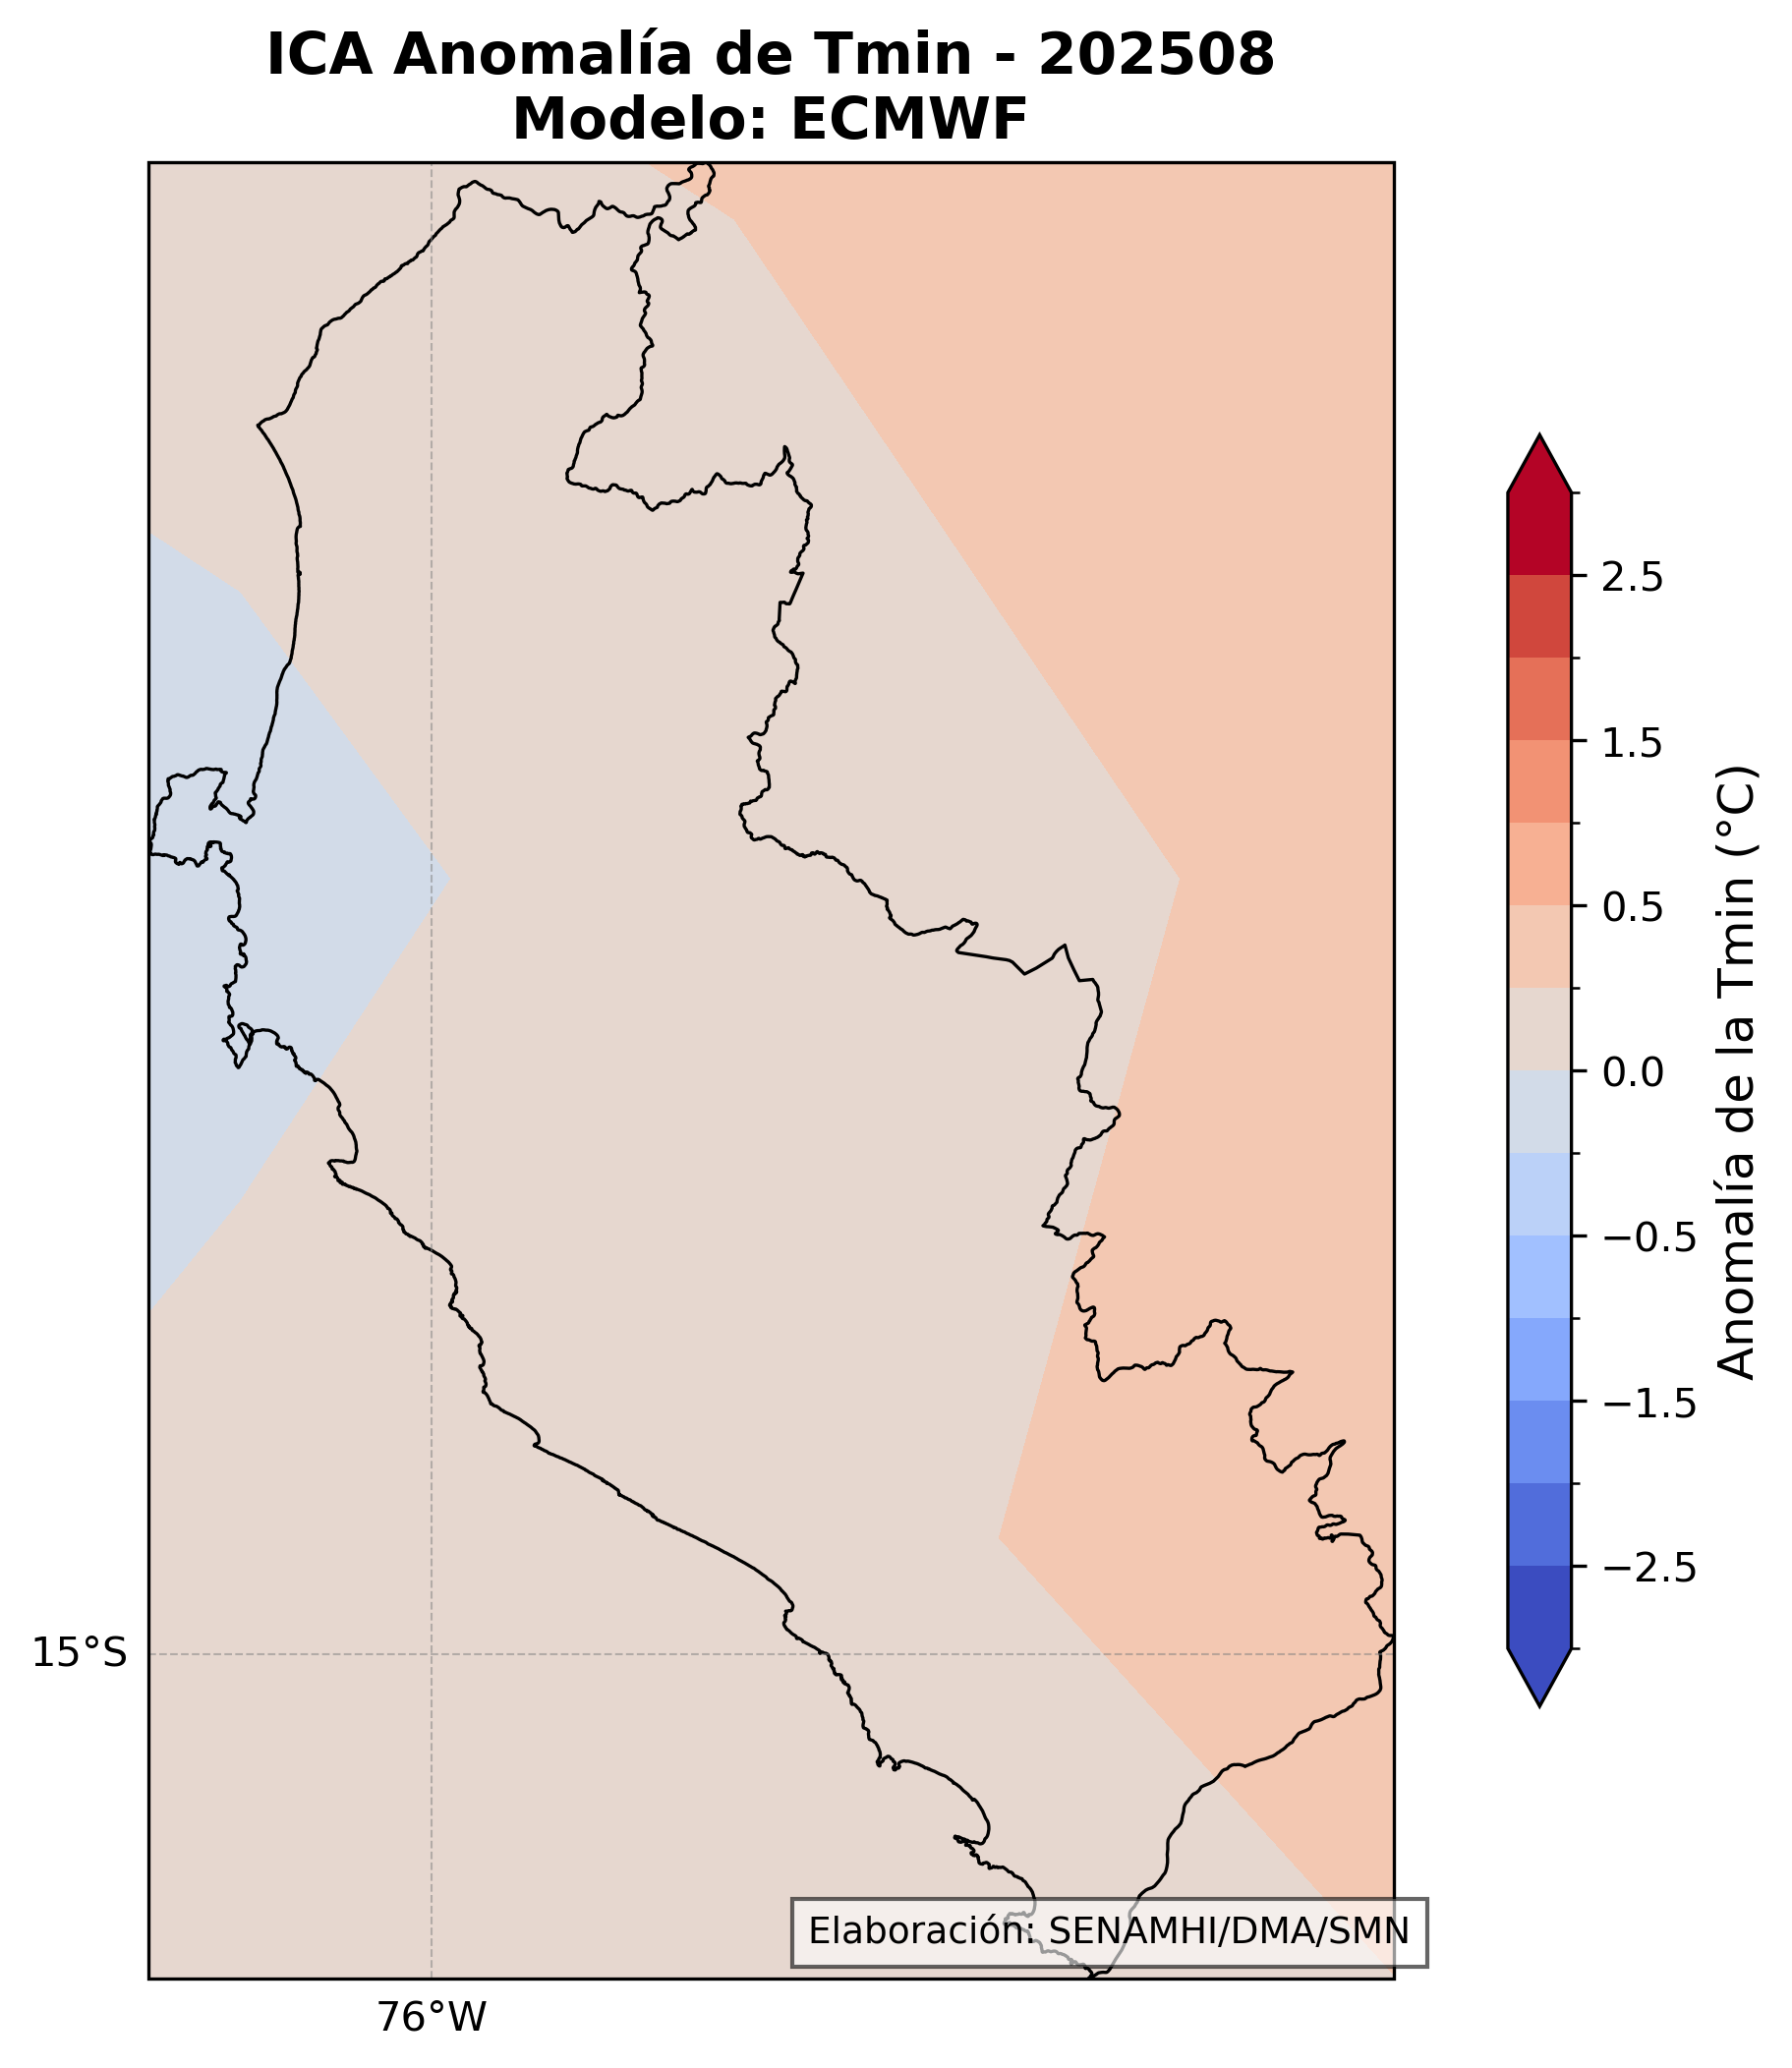 ICA Anomalía de Tmin - 202508
Modelo: ECMWF
2.5
1.5
0.5
0.0
−0.5
−1.5
−2.5
Anomalía de la Tmin (°C)
15°S
76°W
Elaboración: SENAMHI/DMA/SMN